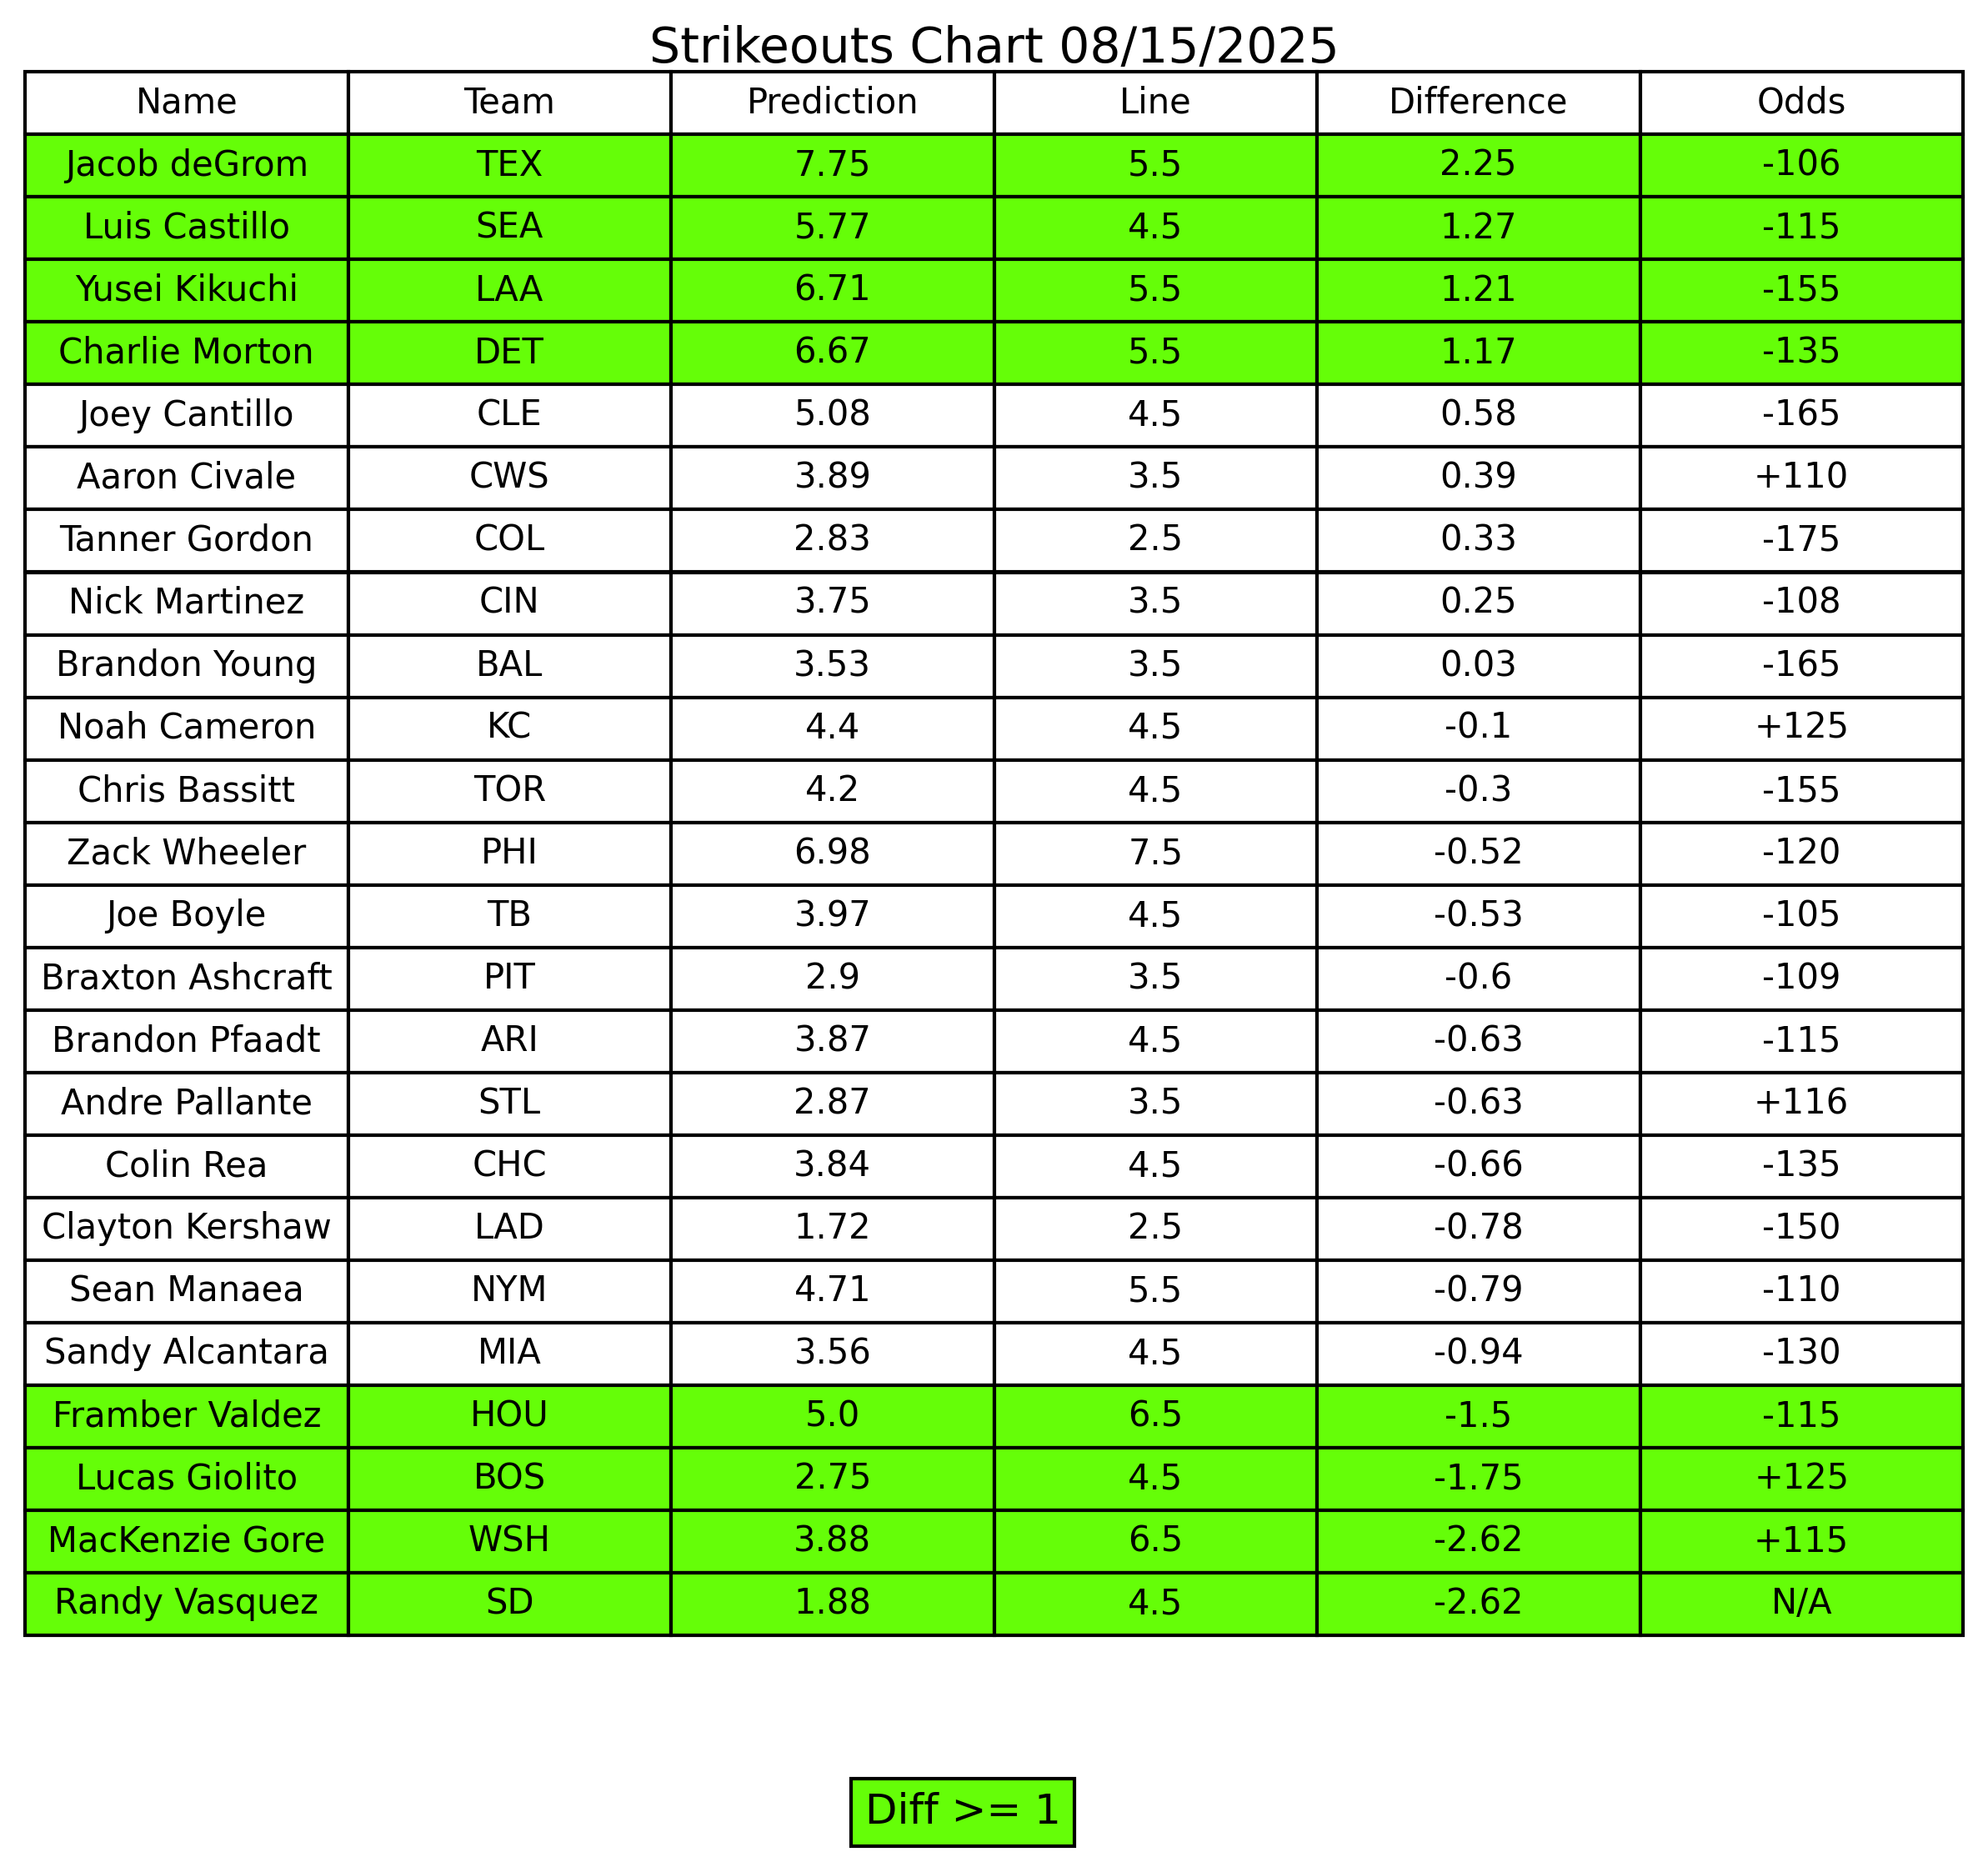 Strikeouts Chart 08/15/2025
Name Team Prediction Line Difference Odds
Jacob deGrom TEX 7.75 5.5 2.25 -106
Luis Castillo SEA 5.77 4.5 1.27 -115
Yusei Kikuchi LAA 6.71 5.5 1.21 -155
Charlie Morton DET 6.67 5.5 1.17 -135
Joey Cantillo CLE 5.08 4.5 0.58 -165
Aaron Civale CWS 3.89 3.5 0.39 +110
Tanner Gordon COL 2.83 2.5 0.33 -175
Nick Martinez CIN 3.75 3.5 0.25 -108
Brandon Young BAL 3.53 3.5 0.03 -165
Noah Cameron KC 4.4 4.5 -0.1 +125
Chris Bassitt TOR 4.2 4.5 -0.3 -155
Zack Wheeler PHI 6.98 7.5 -0.52 -120
Joe Boyle TB 3.97 4.5 -0.53 -105
Braxton Ashcraft PIT 2.9 3.5 -0.6 -109
Brandon Pfaadt ARI 3.87 4.5 -0.63 -115
Andre Pallante STL 2.87 3.5 -0.63 +116
Colin Rea CHC 3.84 4.5 -0.66 -135
Clayton Kershaw LAD 1.72 2.5 -0.78 -150
Sean Manaea NYM 4.71 5.5 -0.79 -110
Sandy Alcantara MIA 3.56 4.5 -0.94 -130
Framber Valdez HOU 5.0 6.5 -1.5 -115
Lucas Giolito BOS 2.75 4.5 -1.75 +125
MacKenzie Gore WSH 3.88 6.5 -2.62 +115
Randy Vasquez SD 1.88 4.5 -2.62 N/A
Diff >= 1